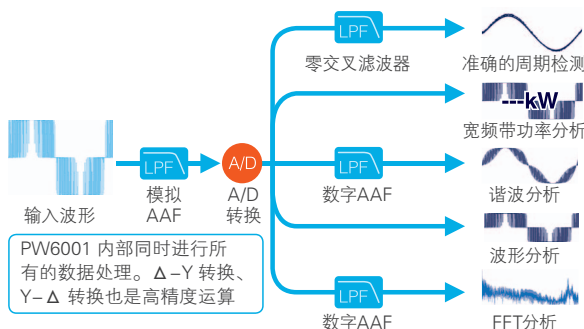 LPF
零交叉滤波器
准确的周期检测
---kW
宽频带功率分析
LPF
A/D
LPF
输入波形
模拟
AAF
A/D
转换
数字AAF
谐波分析
波形分析
PW6001 内部同时进行所
有的数据处理。Δ–Y 转换、
Y–Δ 转换也是高精度运算
LPF
数字AAF
FFT分析